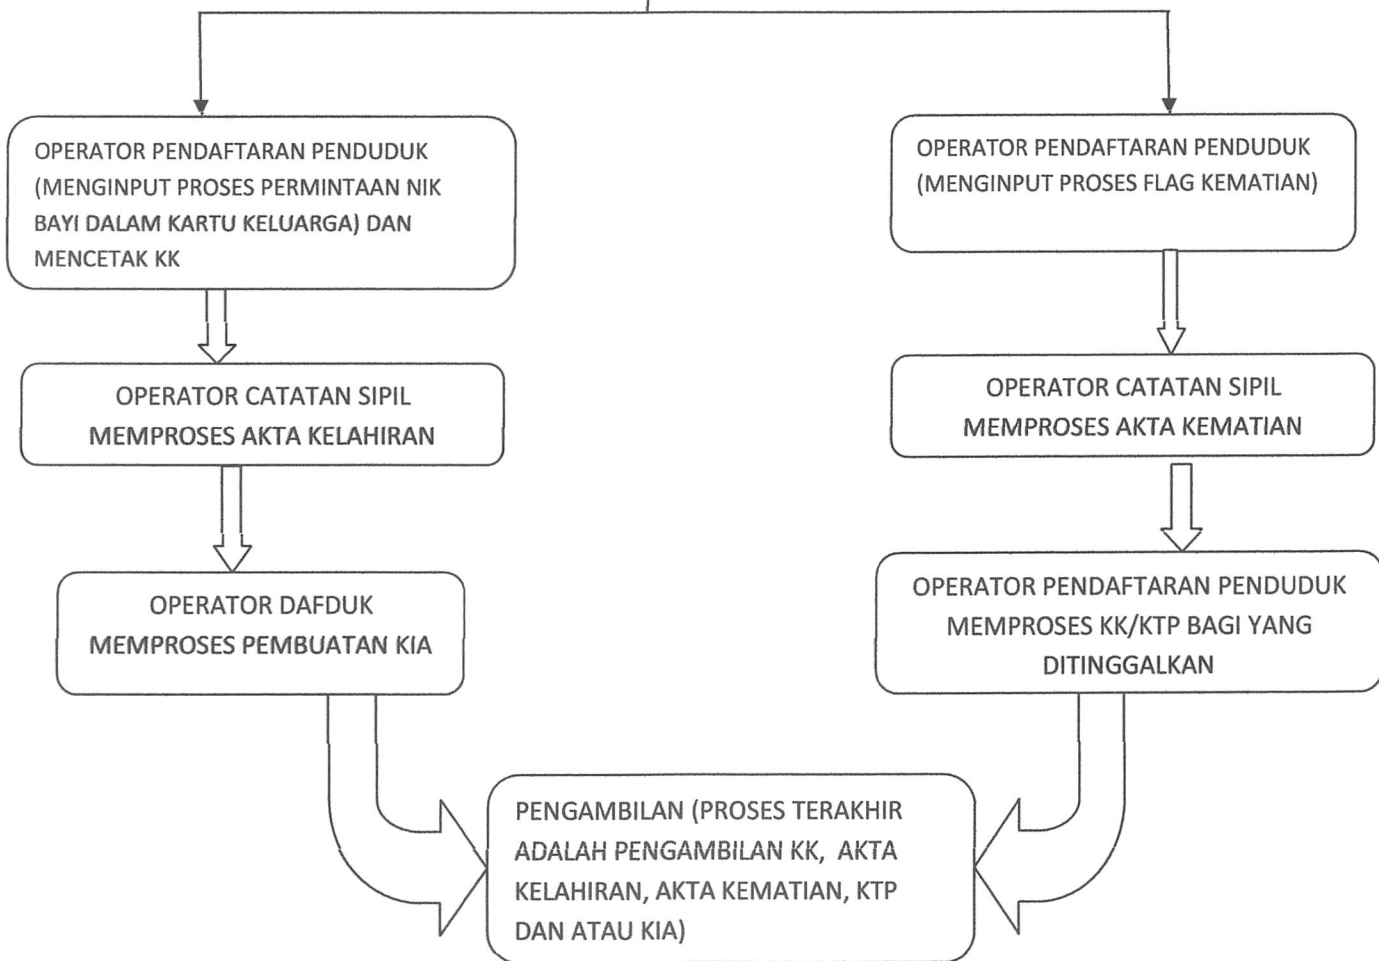 OPERATOR PENDAFTARAN PENDUDUK
(MENGINPUT PROSES PERMINTAAN NIK
BAYI DALAM KARTU KELUARGA) DAN
MENCETAK KK
OPERATOR CATATAN SIPIL
MEMPROSES AKTA KELAHIRAN
OPERATOR DAFDUK
MEMPROSES PEMBUATAN KIA
OPERATOR PENDAFTARAN PENDUDUK
(MENGINPUT PROSES FLAG KEMATIAN)
OPERATOR CATATAN SIPIL
MEMPROSES AKTA KEMATIAN
OPERATOR PENDAFTARAN PENDUDUK
MEMPROSES KK/KTP BAGI YANG
DITINGGALKAN
PENGAMBILAN (PROSES TERAKHIR
ADALAH PENGAMBILAN KK, AKTA
KELAHIRAN, AKTA KEMATIAN, KTP
DAN ATAU KIA)